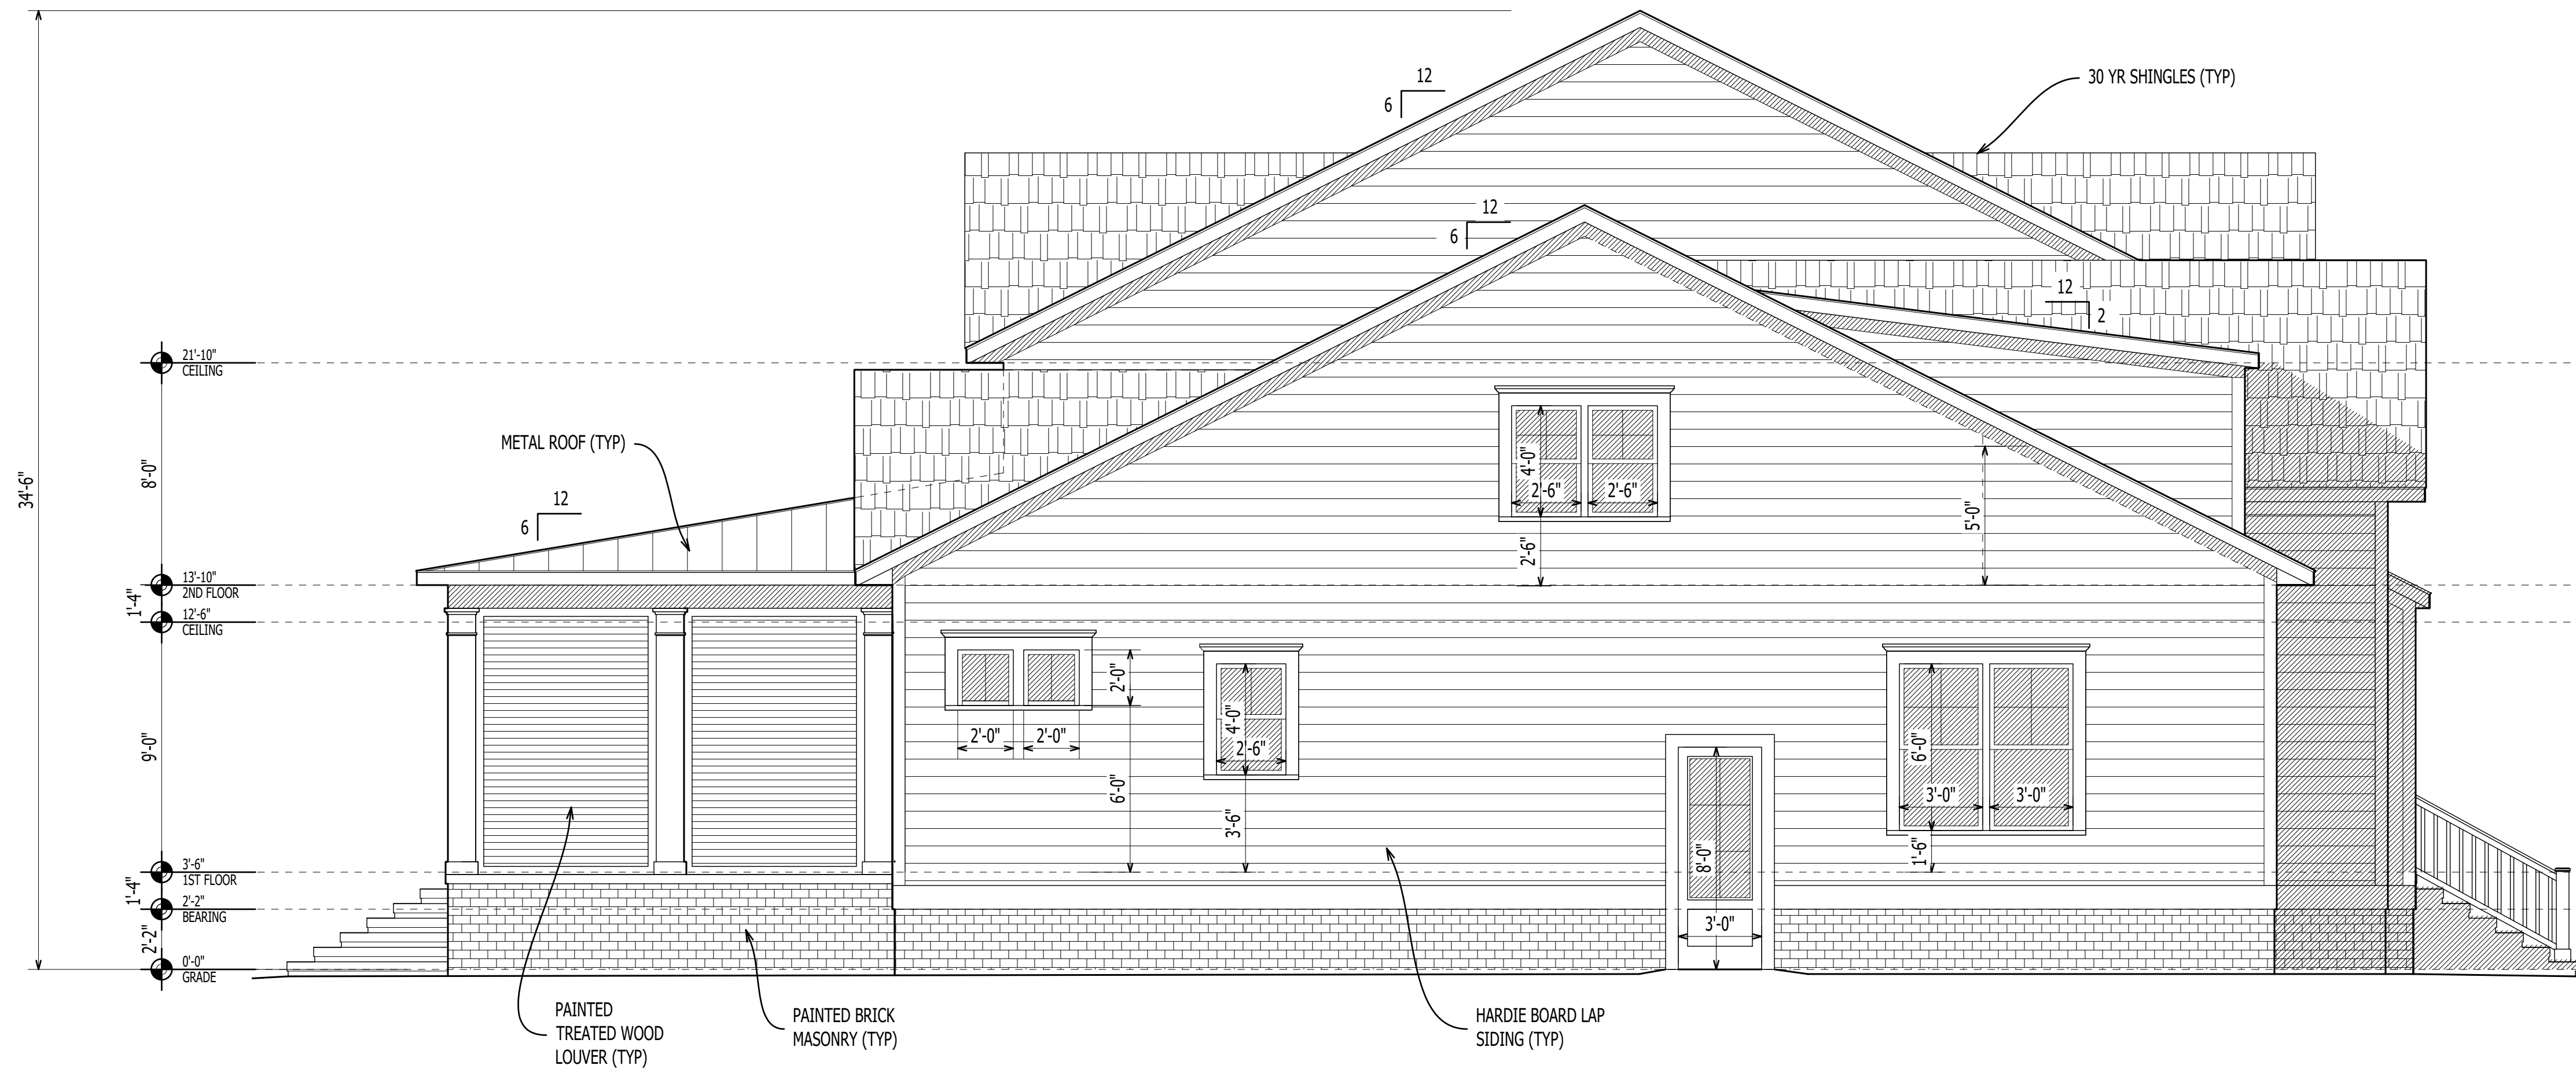 12
6
30 YR SHINGLES (TYP)
12
6
12
2
21'-10"
CEILING
METAL ROOF (TYP)
12
6
34'-6"
8'-0"
4'-0"
2'-6"
2'-6"
2'-6"
5'-0"
13'-10"
2ND FLOOR
1'-4"
12'-6"
CEILING
9'-0"
2'-0"
2'-0"
2'-0"
6'-0"
4'-0"
2'-6"
3'-6"
6'-0"
3'-0"
3'-0"
1'-6"
8'-0"
3'-0"
3'-6"
1ST FLOOR
1'-4"
2'-2"
BEARING
2'-2"
0'-0"
GRADE
PAINTED
TREATED WOOD
LOUVER (TYP)
PAINTED BRICK
MASONRY (TYP)
HARDIE BOARD LAP
SIDING (TYP)